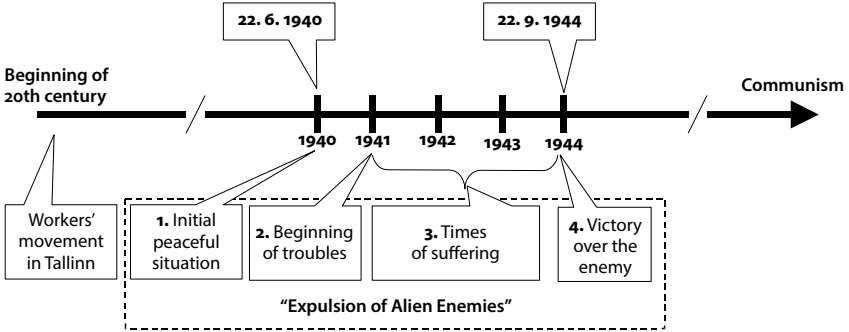 22. 6. 1940
22. 9. 1944
Beginning of
20th century
Communism
1940
1941
1942
1943
1944
Workers'
movement
in Tallinn
1. Initial
peaceful
situation
2. Beginning
of troubles
3. Times
of suffering
4. Victory
over the
enemy
"Expulsion of Alien Enemies"